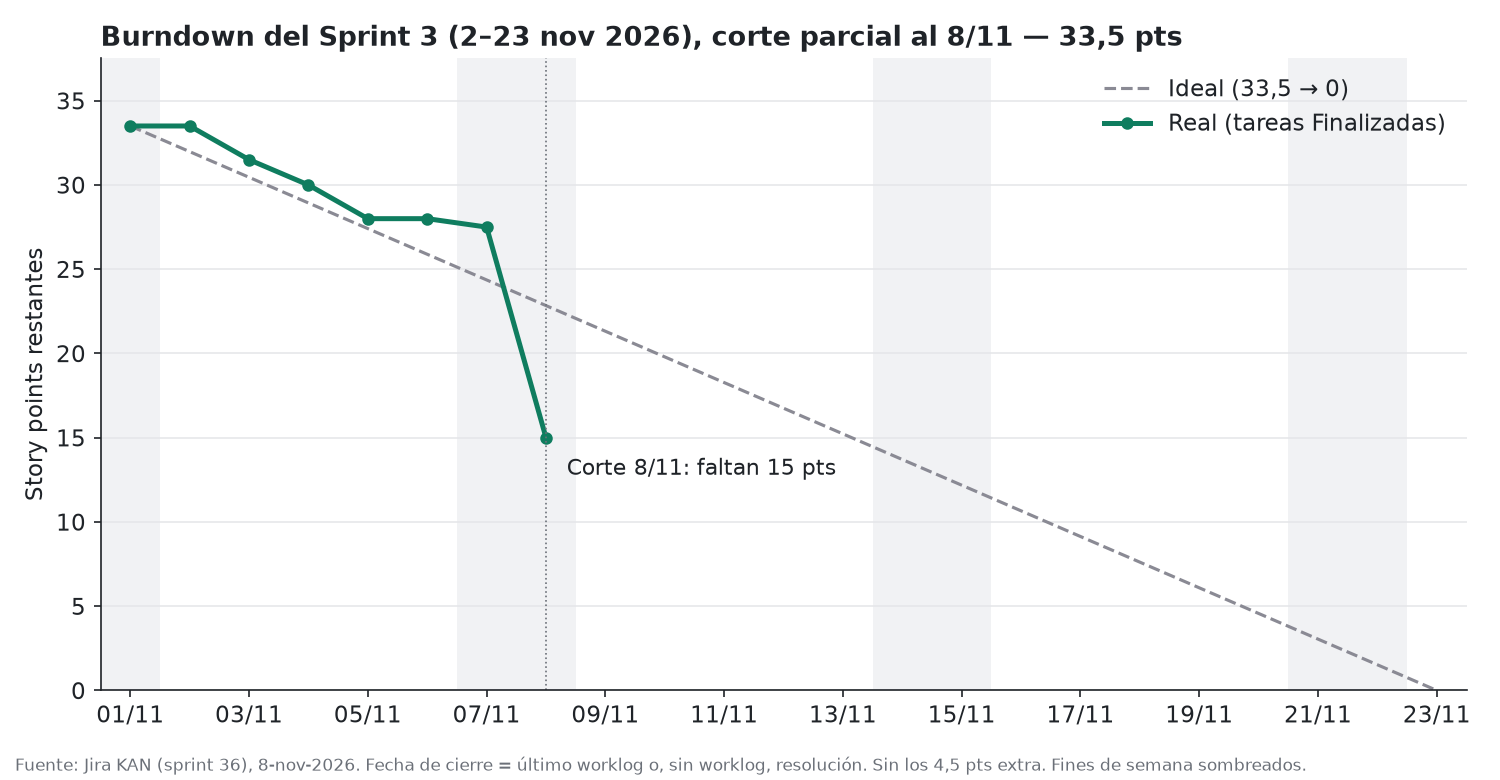 Burndown del Sprint 3 (2–23 nov 2026), corte parcial al 8/11 — 33,5 pts
Ideal (33,5 → 0)
Real (tareas Finalizadas)
Story points restantes
35
30
25
20
15
10
5
0
Corte 8/11: faltan 15 pts
01/11 03/11 05/11 07/11 09/11 11/11 13/11 15/11 17/11 19/11 21/11 23/11
Fuente: Jira KAN (sprint 36), 8-nov-2026. Fecha de cierre = último worklog o, sin worklog, resolución. Sin los 4,5 pts extra. Fines de semana sombreados.